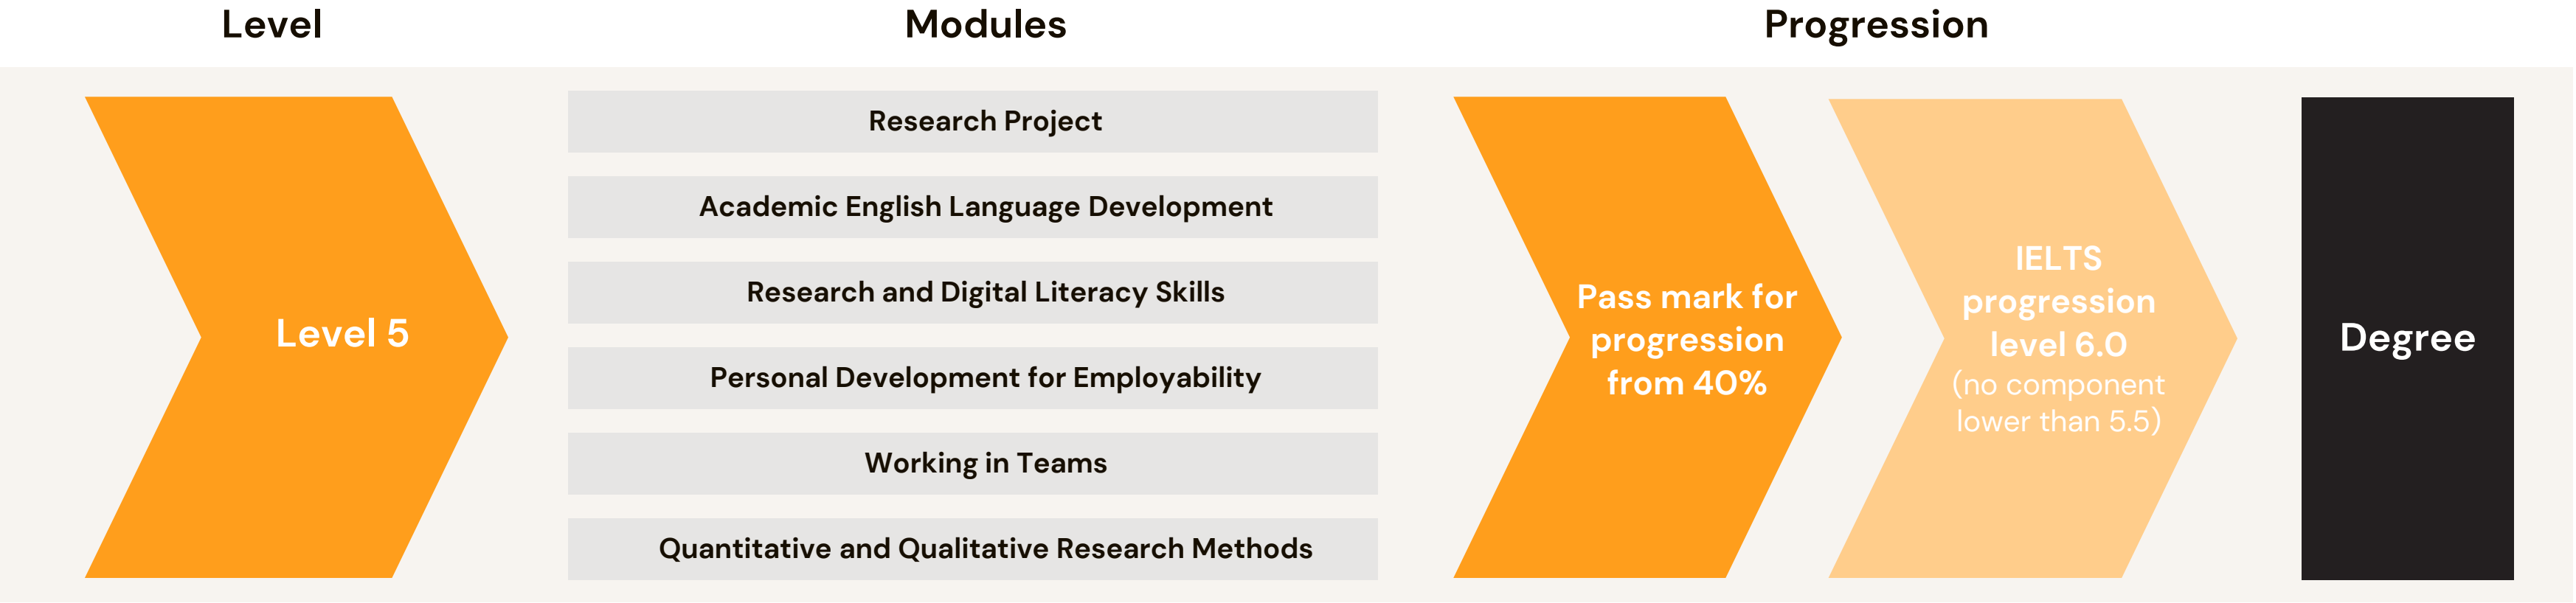 Level
Modules
Progression
Level 5
Research Project
Academic English Language Development
Research and Digital Literacy Skills
Personal Development for Employability
Working in Teams
Quantitative and Qualitative Research Methods
Pass mark for
progression
from 40%
IELTS
progression
level 6.0
(no component
lower than 5.5)
Degree